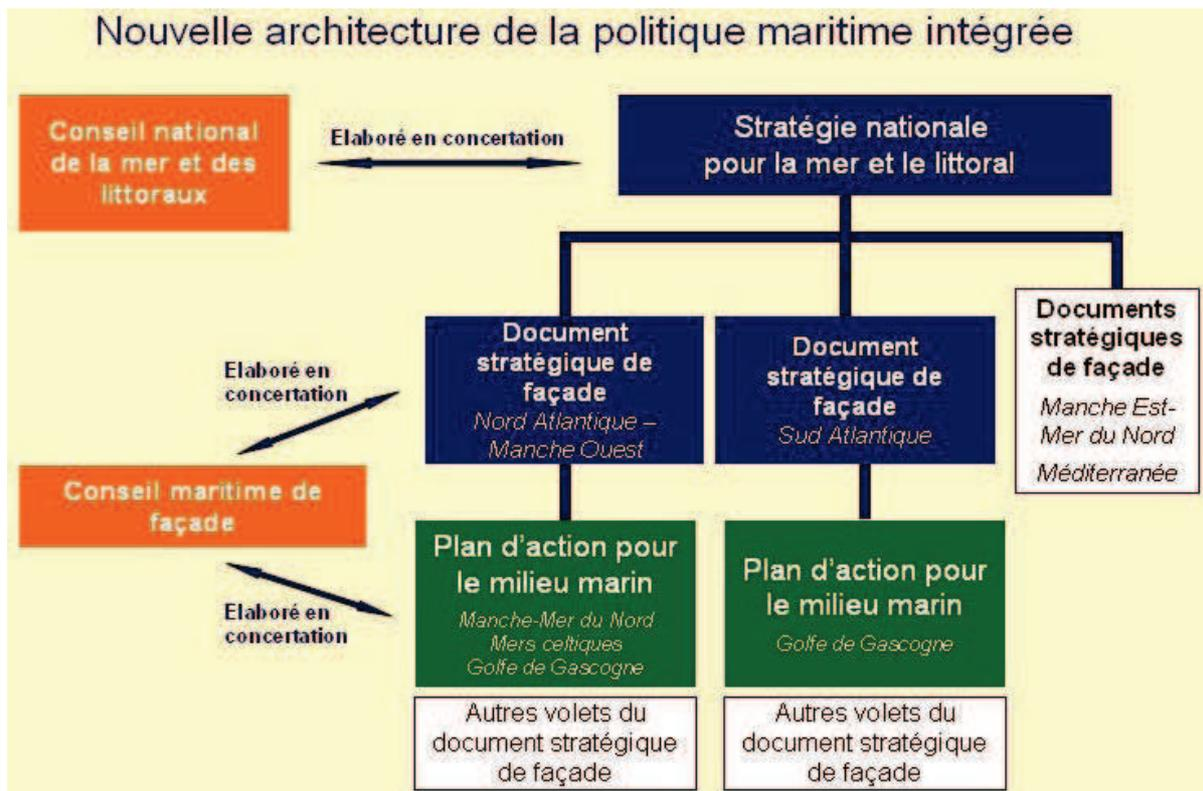 Nouvelle architecture de la politique maritime intégrée
Conseil national
de la mer et des
littoraux
Elaboré en concertation
Stratégie nationale
pour la mer et le littoral
Document
stratégique de
façade
Nord Atlantique –
Manche Ouest
Document
stratégique de
façade
Sud Atlantique
Documents
stratégiques
de façade
Manche Est-
Mer du Nord
Méditerranée
Elaboré en
concertation
Conseil maritime de
façade
Elaboré en
concertation
Plan d'action pour
le milieu marin
Manche-Mer du Nord
Mers celtiques
Golfe de Gascogne
Plan d'action pour
le milieu marin
Golfe de Gascogne
Autres volets du
document stratégique
de façade
Autres volets du
document stratégique
de façade